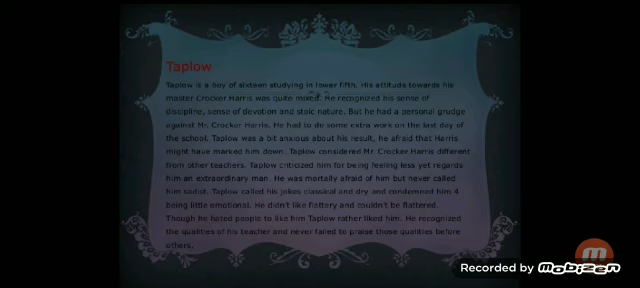 Taplow
Taplow is a boy of sixteen studying in lower fifth. His attitude towards his
master Crocker.Harris was quite mixed. He recognized his sense of
discipline, sense of devotion and stoic nature. But he had a personal grudge
against Mr. Crocker Harris. He had to do some extra work on the last day of
the school. Taplow was a bit anxious about his result, he afraid that Harris
might have marked him down. Taplow considered Mr. Crocker Harris different
from other teachers. Taplow criticized him for being feeling less yet regards
him an extraordinary man. He was mortally afraid of him but never called
him sadist. Taplow called his jokes classical and dry and condemned him 4
being little emotional. He didn't like flattery and couldn't be flattered.
Though he hated people to like him Taplow rather liked him. He recognized
the qualities of his teacher and never failed to praise those qualities before
others.
Recorded by Mobizen